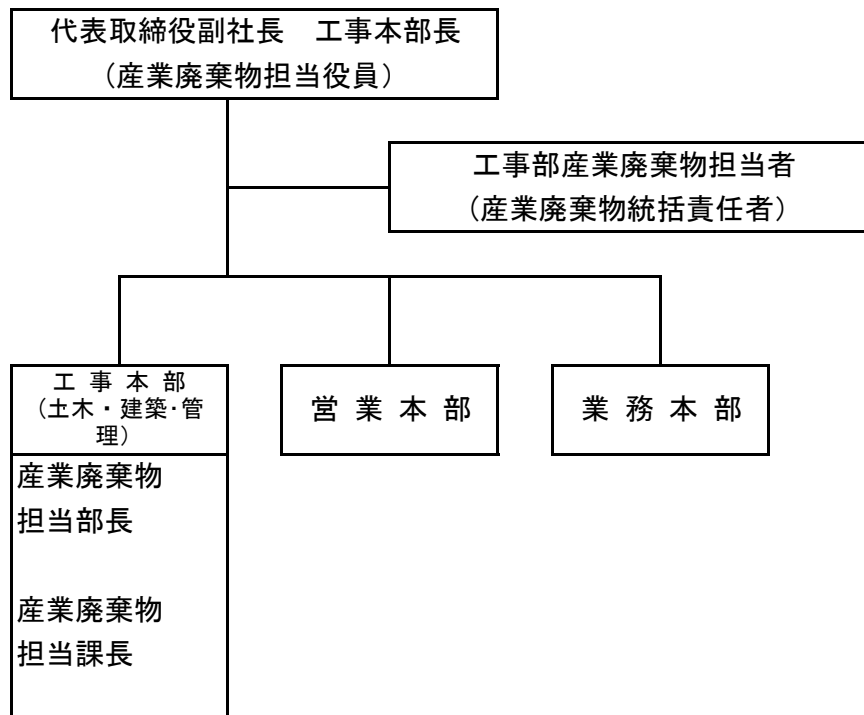 代表取締役副社長　工事本部長
（産業廃棄物担当役員）
工事部産業廃棄物担当者
（産業廃棄物統括責任者）
工 事 本 部
（土木・建築･管
理）
営 業 本 部
業 務 本 部
産業廃棄物
担当部長
産業廃棄物
担当課長